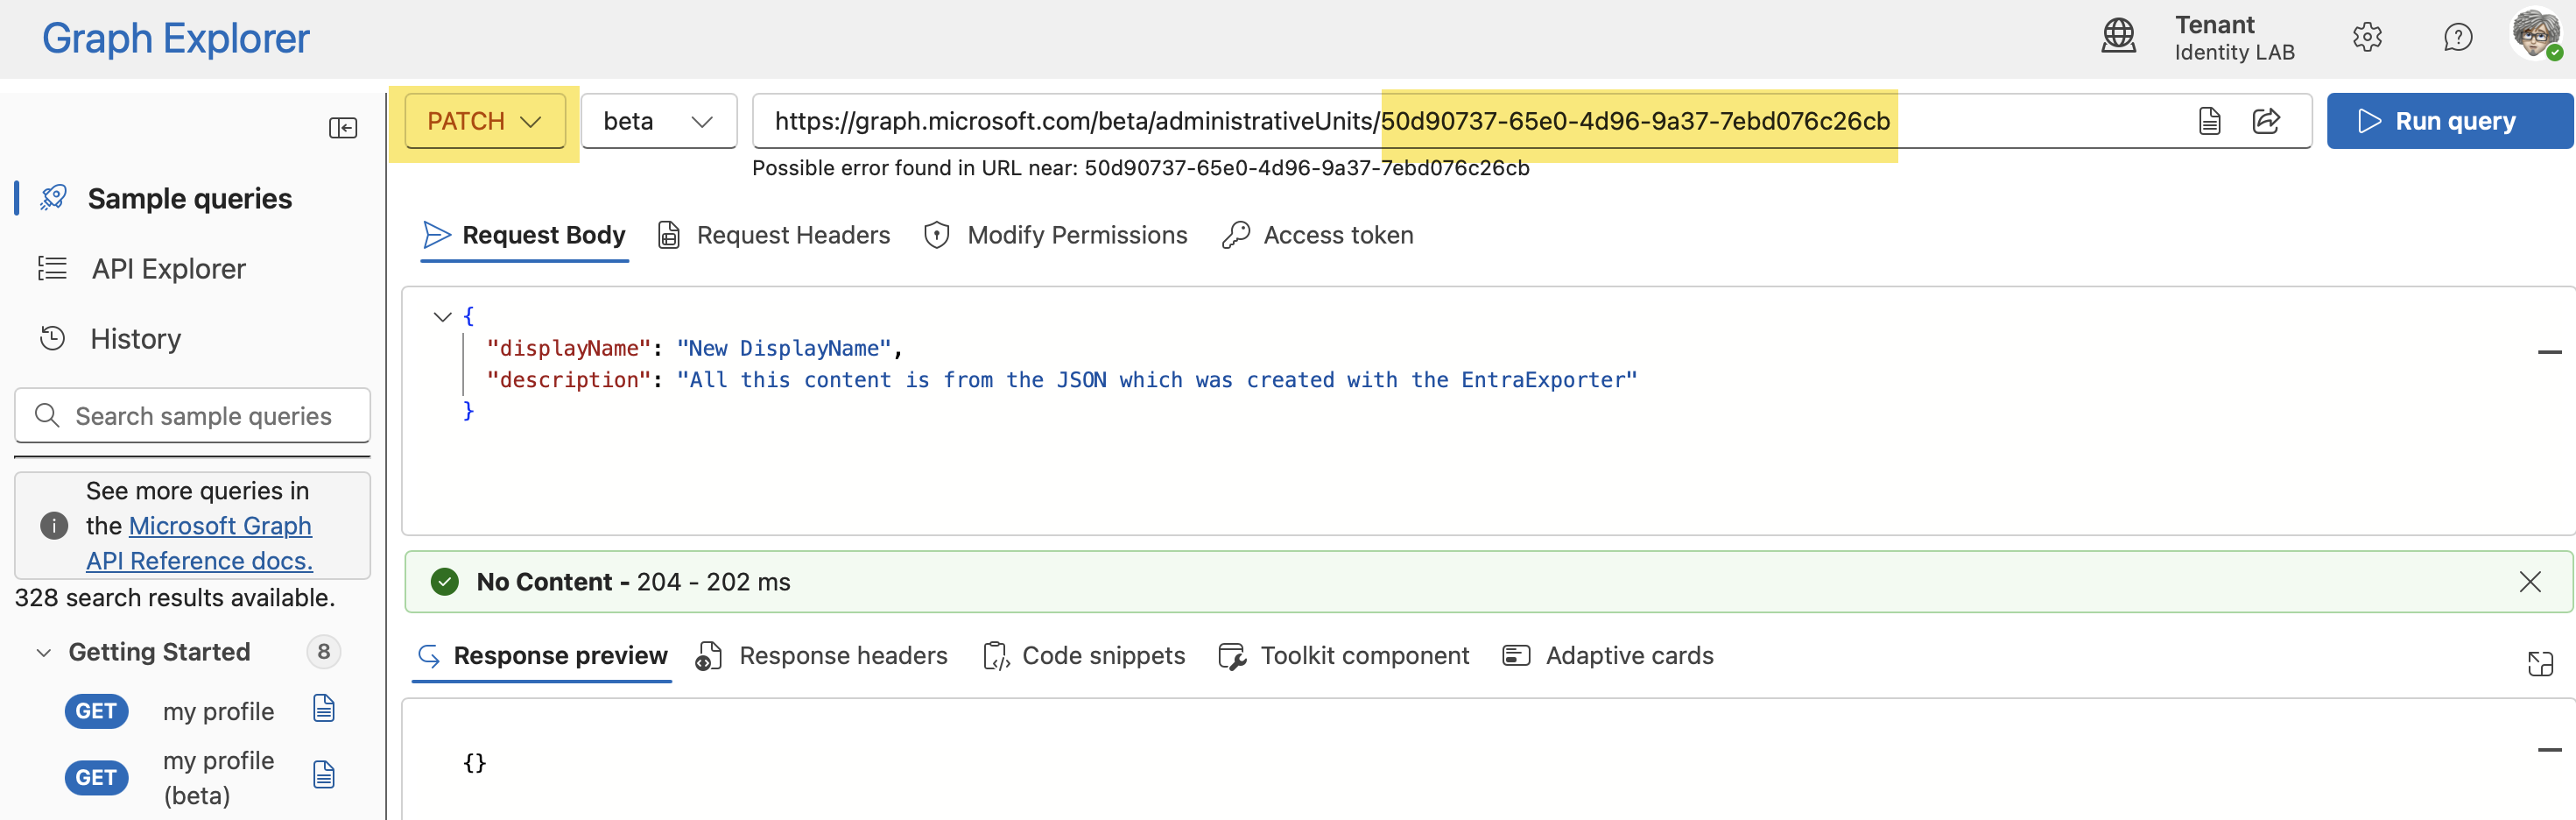 Graph Explorer
Tenant
Identity LAB
PATCH
beta
https://graph.microsoft.com/beta/administrativeUnits/50d90737-65e0-4d96-9a37-7ebd076c26cb
Run query
Possible error found in URL near: 50d90737-65e0-4d96-9a37-7ebd076c26cb
Sample queries
API Explorer
History
Search sample queries
See more queries in
the Microsoft Graph
API Reference docs.
328 search results available.
Getting Started 8
GET my profile
GET my profile
(beta)
Request Body
Request Headers
Modify Permissions
Access token
{
"displayName": "New DisplayName",
"description": "All this content is from the JSON which was created with the EntraExporter"
}
No Content - 204 - 202 ms
Response preview
Response headers
Code snippets
Toolkit component
Adaptive cards
{}